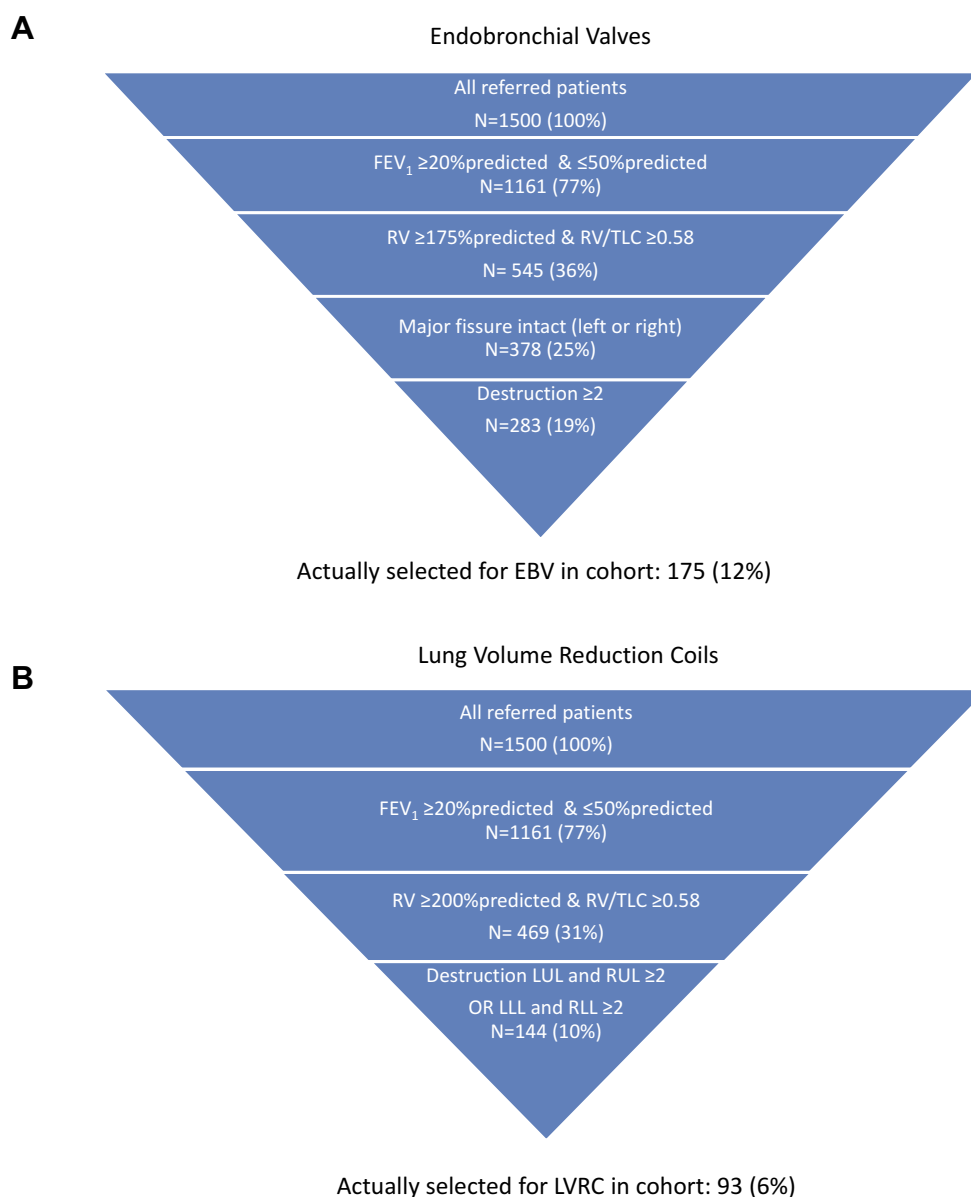 A
Endobronchial Valves
All referred patients
N=1500 (100%)
FEV₁ ≥20%predicted & ≤50%predicted
N=1161 (77%)
RV ≥175%predicted & RV/TLC ≥0.58
N= 545 (36%)
Major fissure intact (left or right)
N=378 (25%)
Destruction ≥2
N=283 (19%)
Actually selected for EBV in cohort: 175 (12%)
B
Lung Volume Reduction Coils
All referred patients
N=1500 (100%)
FEV₁ ≥20%predicted & ≤50%predicted
N=1161 (77%)
RV ≥200%predicted & RV/TLC ≥0.58
N= 469 (31%)
Destruction LUL and RUL ≥2
OR LLL and RLL ≥2
N=144 (10%)
Actually selected for LVRC in cohort: 93 (6%)